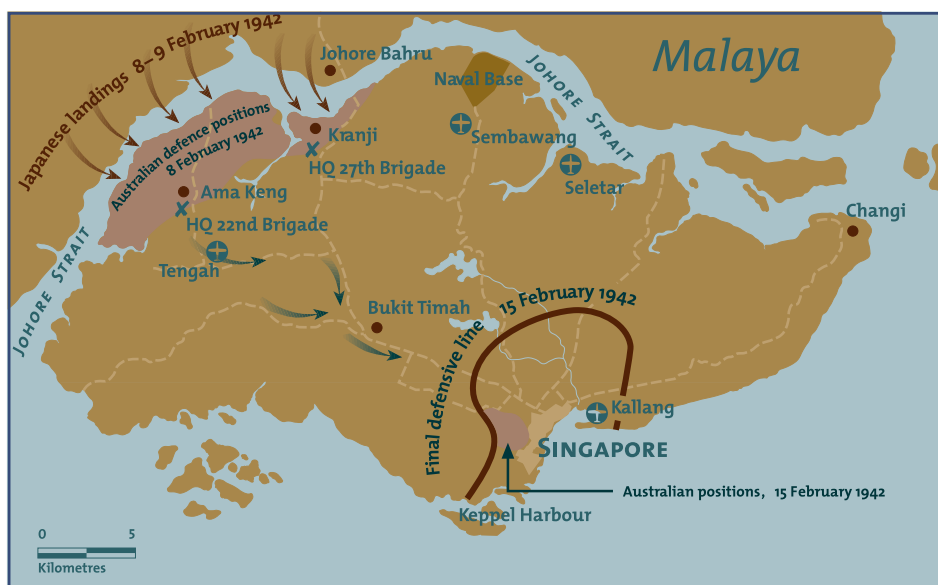 Japanese landings 8–9 February 1942
Malaya
Johore Bahru
Naval Base
JOHORE STRAIT
Australian defence positions
8 February 1942
Kranji
HQ 27th Brigade
Sembawang
Seletar
Ama Keng
HQ 22nd Brigade
Changi
Tengah
JOHORE STRAIT
Bukit Timah
Final defensive line 15 February 1942
Kallang
SINGAPORE
Australian positions, 15 February 1942
Keppel Harbour
0 5
Kilometres